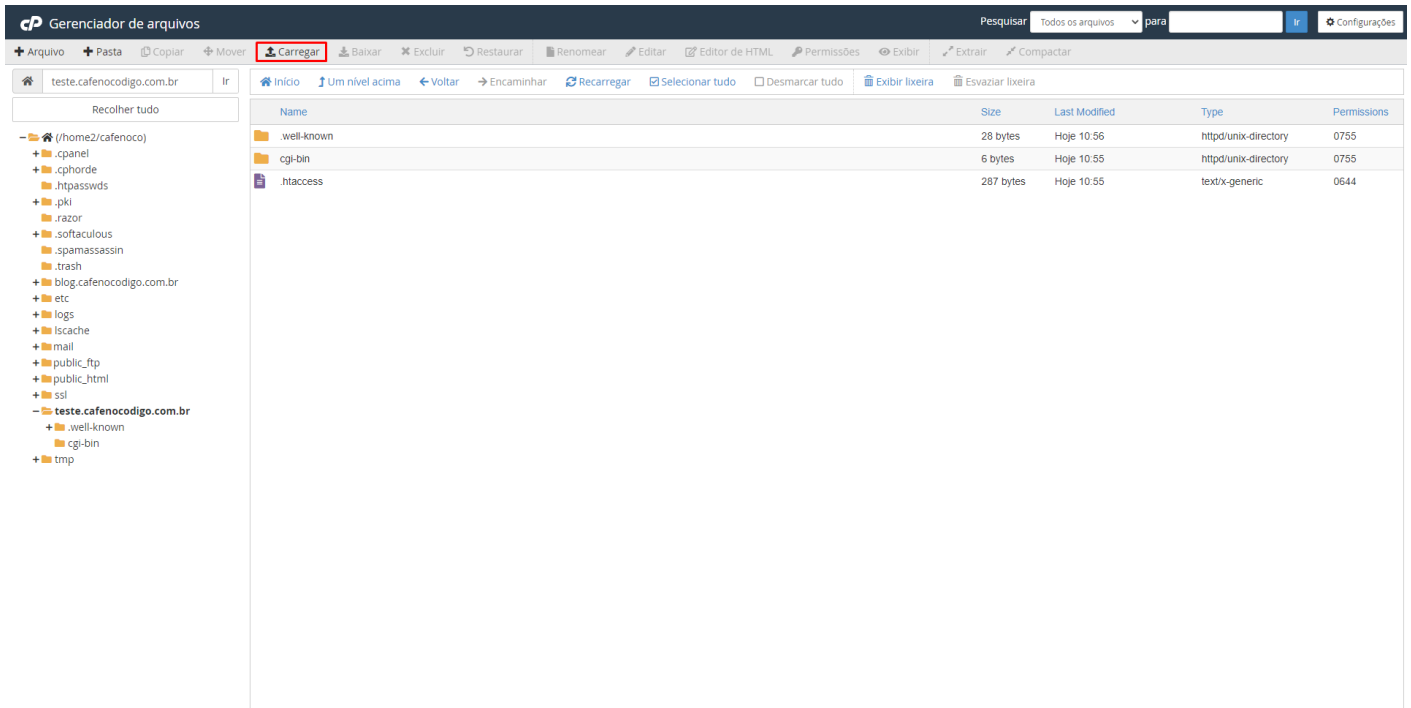 cP Gerenciador de arquivos Pesquisar Todos os arquivos para Ir Configurações
Arquivo Pasta Copiar Mover Carregar Baixar Excluir Restaurar Renomear Editar Editor de HTML Permissões Exibir Extrair Compactar
teste.cafenocodigo.com.br Ir
Início Um nível acima Voltar Encaminhar Recarregar Selecionar tudo Desmarcar tudo Exibir lixeira Esvaziar lixeira
Recolher tudo
(/home2/cafenoco)
.cpanel
.cphorde
.htpasswds
.pki
.razor
.softaculous
.spamassassin
.trash
blog.cafenocodigo.com.br
etc
logs
lscache
mail
public_ftp
public_html
ssl
teste.cafenocodigo.com.br
.well-known
cgi-bin
tmp
Name Size Last Modified Type Permissions
.well-known 28 bytes Hoje 10:56 httpd/unix-directory 0755
cgi-bin 6 bytes Hoje 10:55 httpd/unix-directory 0755
.htaccess 287 bytes Hoje 10:55 text/x-generic 0644